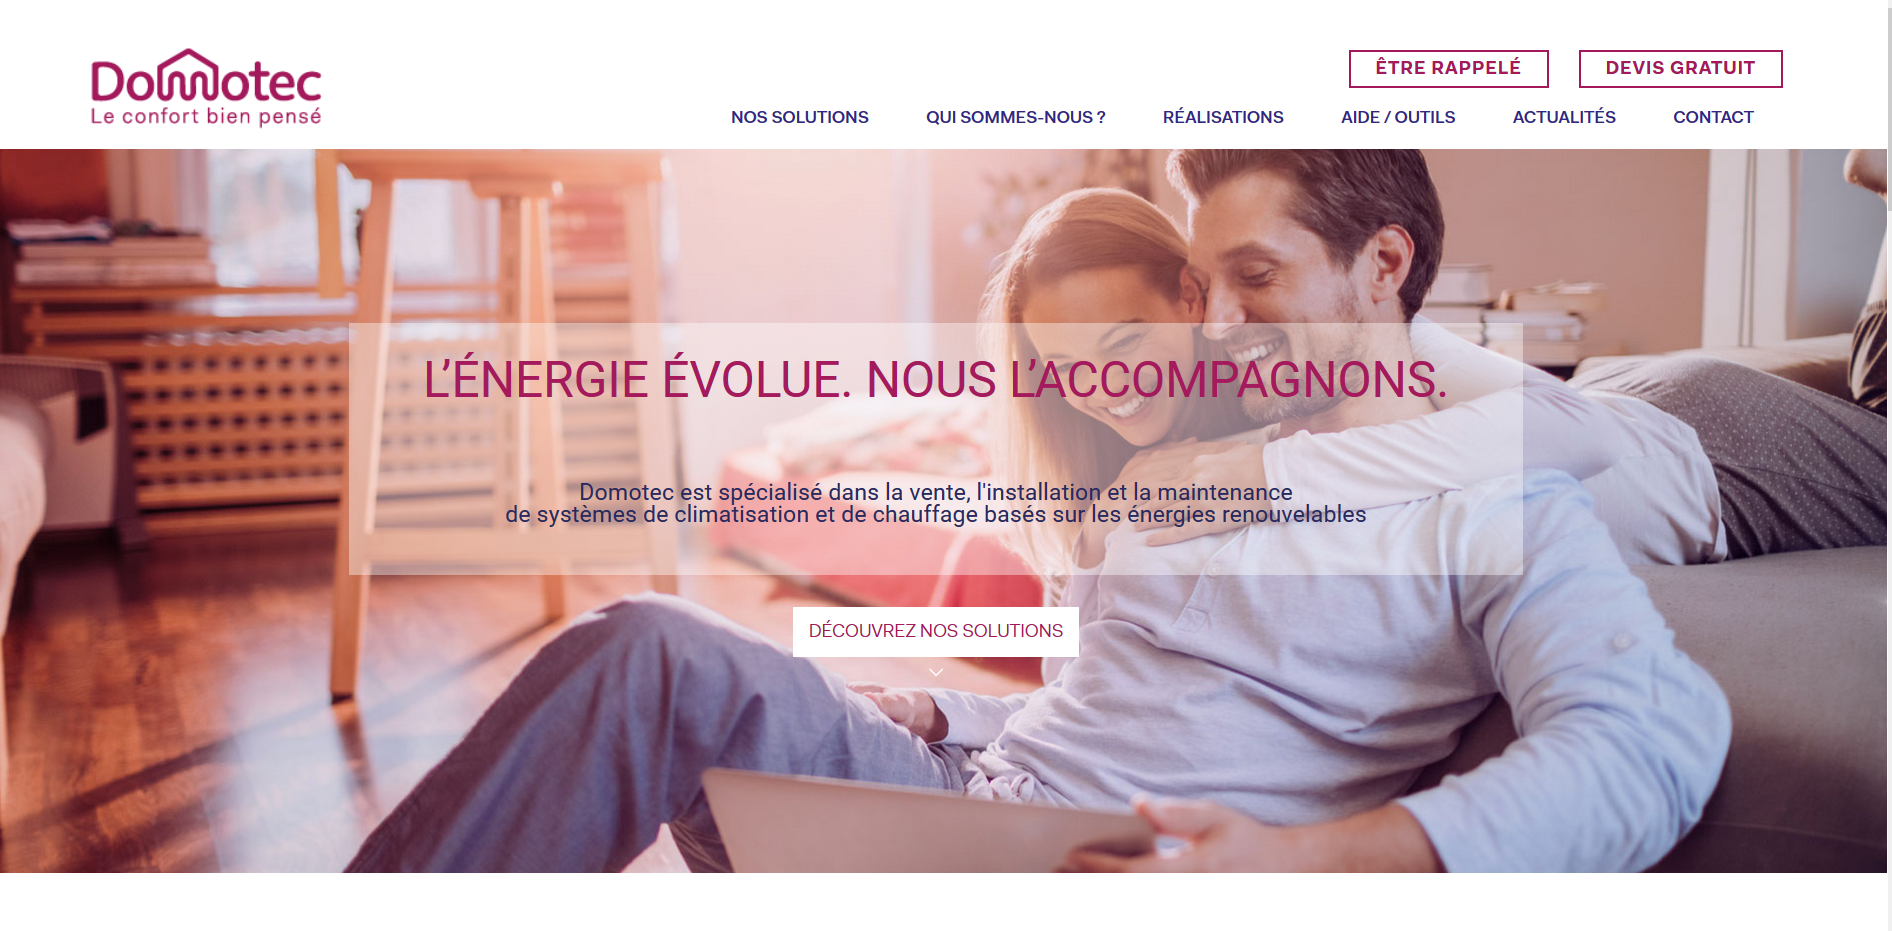 Domotec
Le confort bien pensé
ÊTRE RAPPELÉ
DEVIS GRATUIT
NOS SOLUTIONS
QUI SOMMES-NOUS ?
RÉALISATIONS
AIDE / OUTILS
ACTUALITÉS
CONTACT
L’ÉNERGIE ÉVOLUE. NOUS L’ACCOMPAGNONS.
Domotec est spécialisé dans la vente, l'installation et la maintenance
de systèmes de climatisation et de chauffage basés sur les énergies renouvelables
DÉCOUVREZ NOS SOLUTIONS